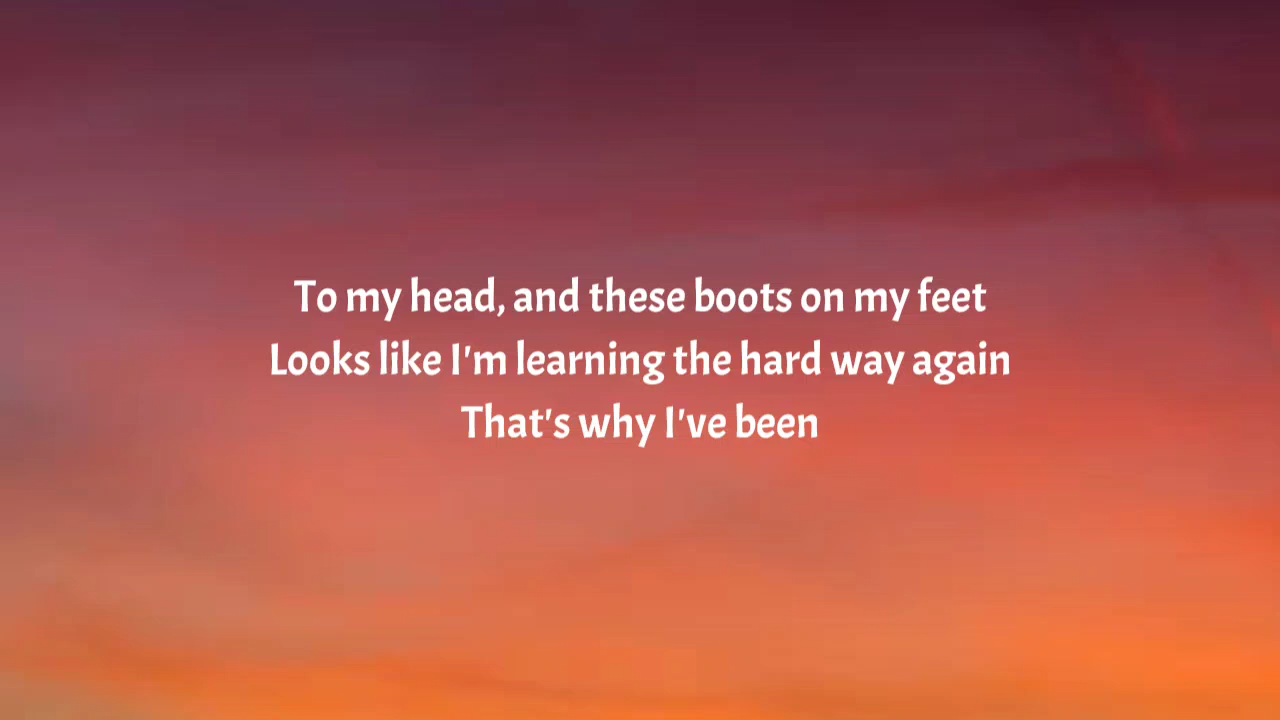 To my head, and these boots on my feet
Looks like I'm learning the hard way again
That's why I've been